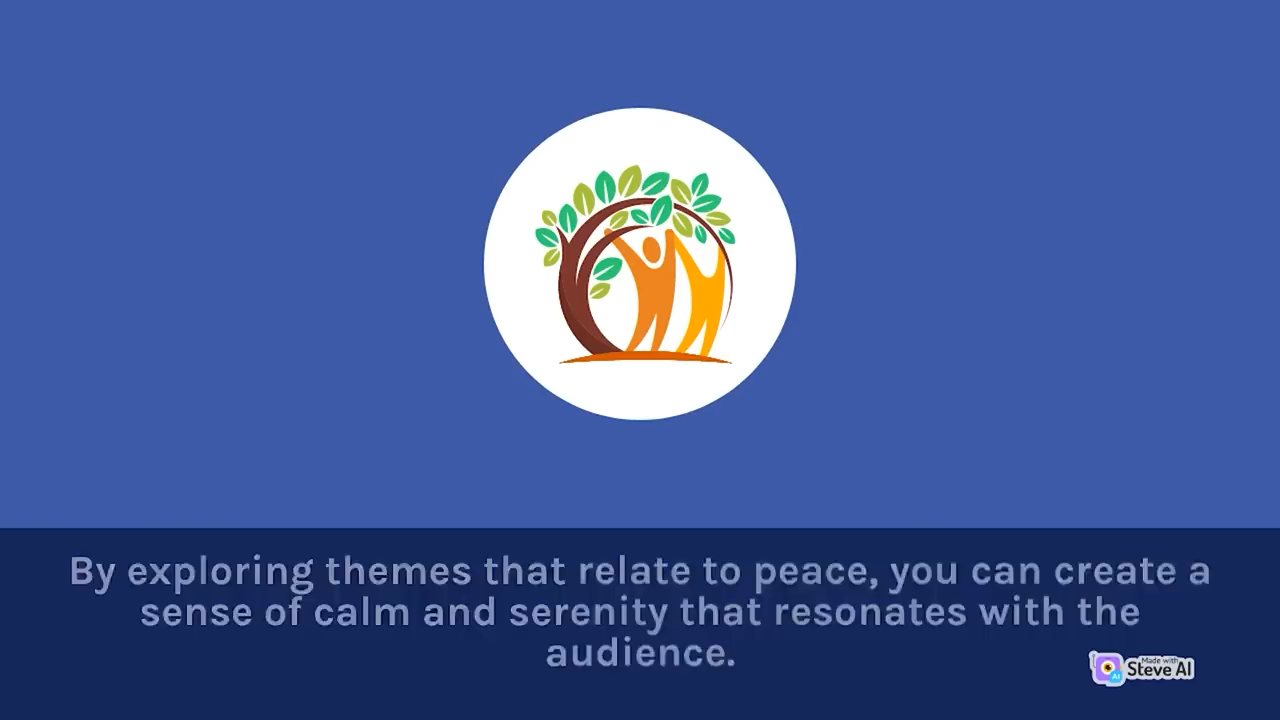 By exploring themes that relate to peace, you can create a
sense of calm and serenity that resonates with the
audience.
Made with
Steve AI
AI